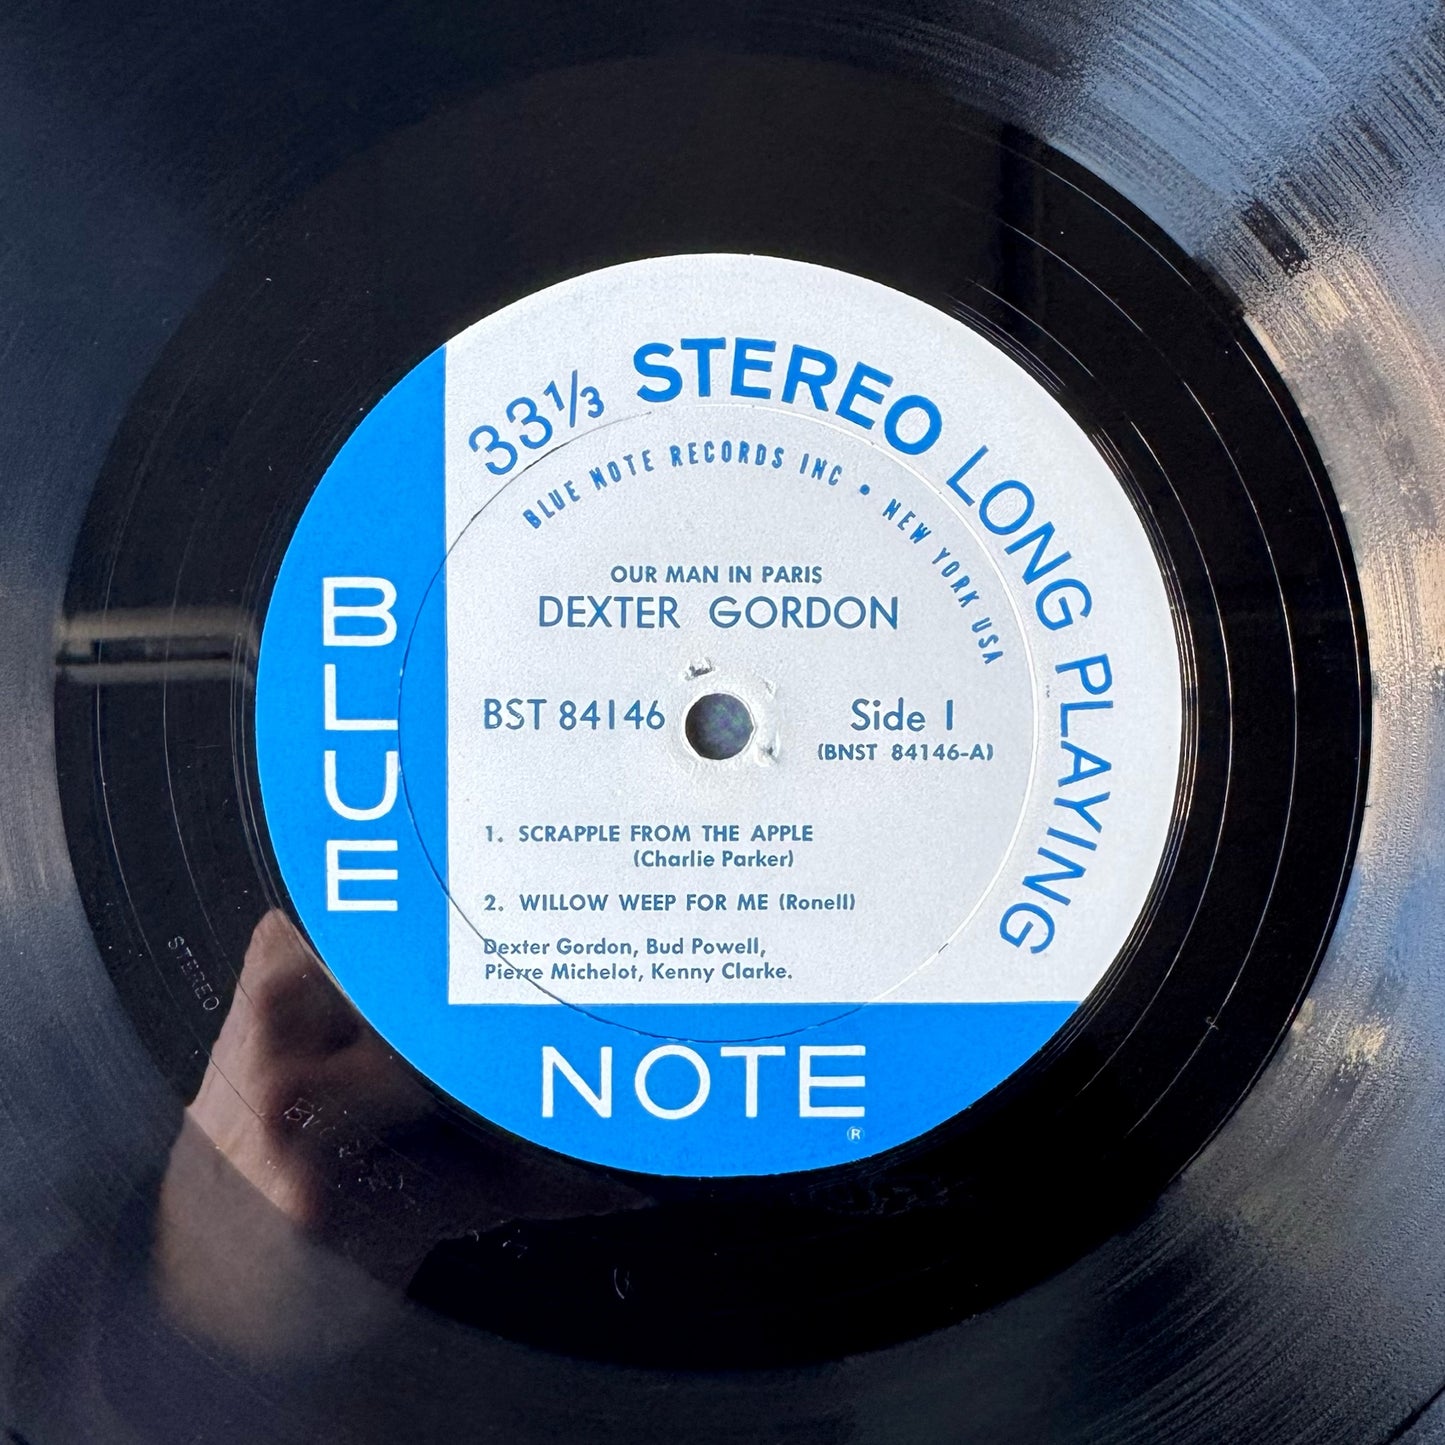 33 1/3 STEREO LONG PLAYING
BLUE NOTE RECORDS INC • NEW YORK USA
OUR MAN IN PARIS
DEXTER GORDON
BST 84146
Side 1
(BNST 84146-A)
1. SCRAPPLE FROM THE APPLE
(Charlie Parker)
2. WILLOW WEEP FOR ME (Ronell)
Dexter Gordon, Bud Powell,
Pierre Michelot, Kenny Clarke.
BLUE
NOTE
®
STEREO